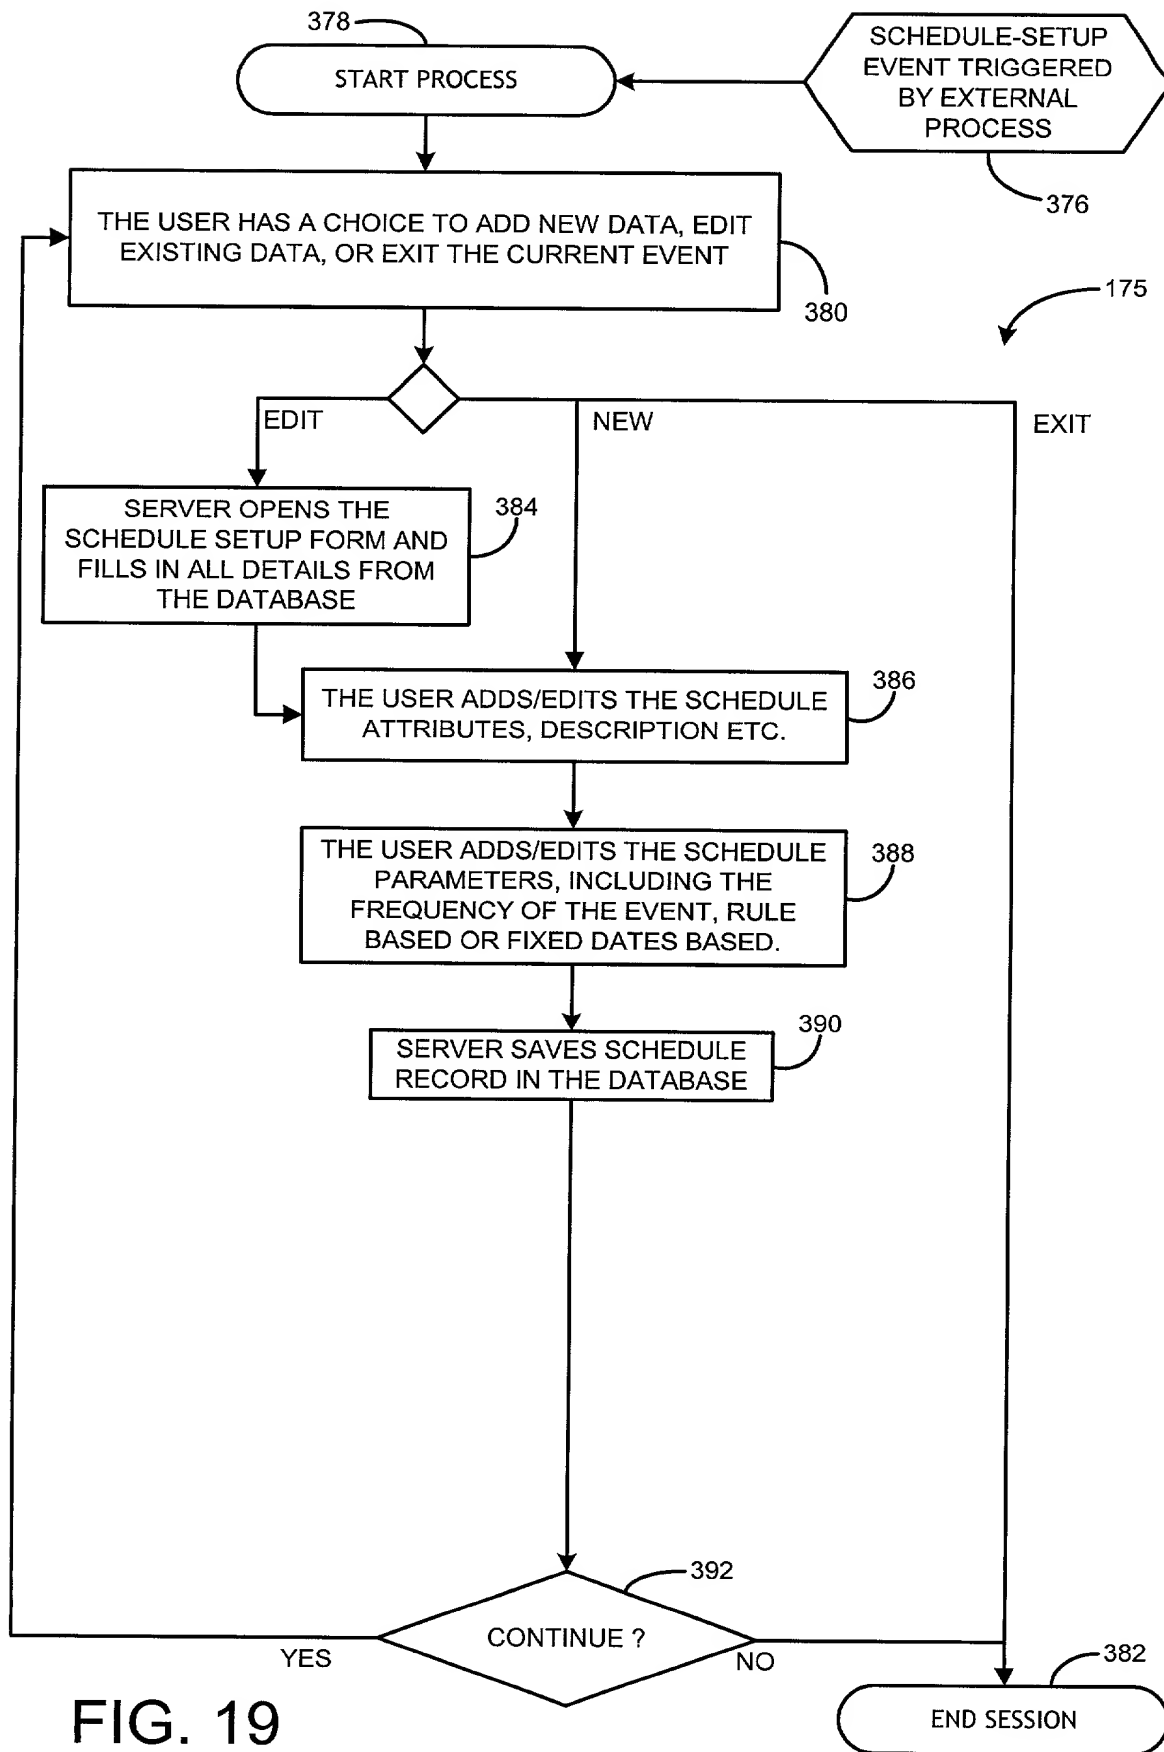 378
START PROCESS
SCHEDULE-SETUP
EVENT TRIGGERED
BY EXTERNAL
PROCESS
376
THE USER HAS A CHOICE TO ADD NEW DATA, EDIT
EXISTING DATA, OR EXIT THE CURRENT EVENT
380
175
EDIT
NEW
EXIT
SERVER OPENS THE
SCHEDULE SETUP FORM AND
FILLS IN ALL DETAILS FROM
THE DATABASE
384
THE USER ADDS/EDITS THE SCHEDULE
ATTRIBUTES, DESCRIPTION ETC.
386
THE USER ADDS/EDITS THE SCHEDULE
PARAMETERS, INCLUDING THE
FREQUENCY OF THE EVENT, RULE
BASED OR FIXED DATES BASED.
388
SERVER SAVES SCHEDULE
RECORD IN THE DATABASE
390
392
CONTINUE ?
YES
NO
382
END SESSION
FIG. 19